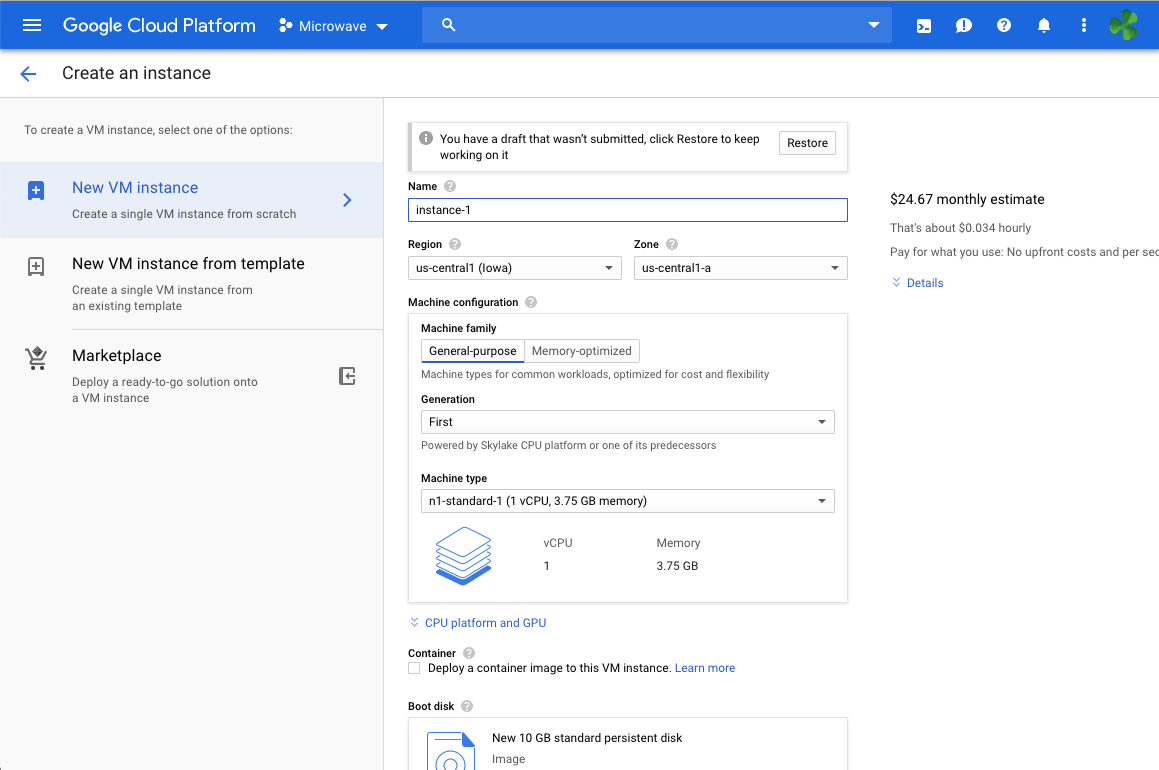 Google Cloud Platform
Microwave
Create an instance
To create a VM instance, select one of the options:
New VM instance
Create a single VM instance from scratch
New VM instance from template
Create a single VM instance from
an existing template
Marketplace
Deploy a ready-to-go solution onto
a VM instance
You have a draft that wasn't submitted, click Restore to keep
working on it
Restore
Name
instance-1
Region
Zone
us-central1 (Iowa)
us-central1-a
Machine configuration
Machine family
General-purpose
Memory-optimized
Machine types for common workloads, optimized for cost and flexibility
Generation
First
Powered by Skylake CPU platform or one of its predecessors
Machine type
n1-standard-1 (1 vCPU, 3.75 GB memory)
vCPU
Memory
1
3.75 GB
CPU platform and GPU
Container
Deploy a container image to this VM instance. Learn more
Boot disk
New 10 GB standard persistent disk
Image
$24.67 monthly estimate
That's about $0.034 hourly
Pay for what you use: No upfront costs and per sec
Details